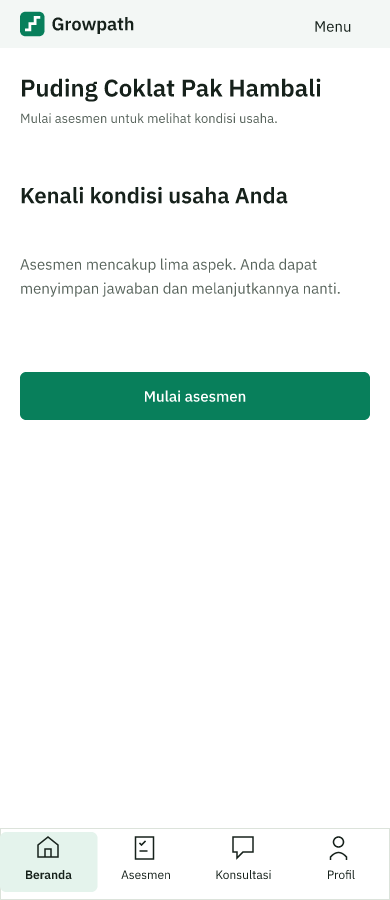 Growpath
Menu
Puding Coklat Pak Hambali
Mulai asesmen untuk melihat kondisi usaha.
Kenali kondisi usaha Anda
Asesmen mencakup lima aspek. Anda dapat
menyimpan jawaban dan melanjutkannya nanti.
Mulai asesmen
Beranda
Asesmen
Konsultasi
Profil